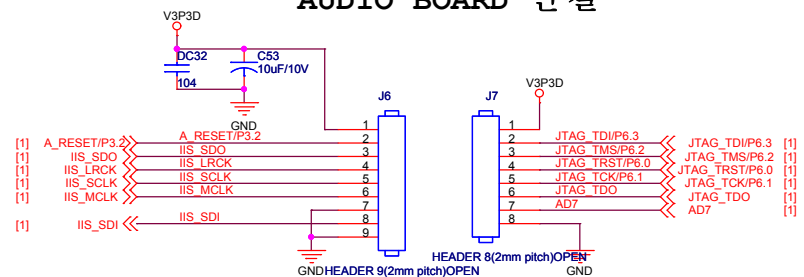 AUDIO BOARD 연결
V3P3D
DC32
104
C53
10uF/10V
GND
J6
J7
V3P3D
[1] A_RESET/P3.2 A_RESET/P3.2 1
2
[1] IIS_SDO IIS_SDO 3
[1] IIS_LRCK IIS_LRCK 4
[1] IIS_SCLK IIS_SCLK 5
[1] IIS_MCLK IIS_MCLK 6
7
[1] IIS_SDI IIS_SDI 8
9
GND
HEADER 9(2mm pitch)OPEN
1
2 JTAG_TDI/P6.3 JTAG_TDI/P6.3 [1]
3 JTAG_TMS/P6.2 JTAG_TMS/P6.2 [1]
4 JTAG_TRST/P6.0 JTAG_TRST/P6.0 [1]
5 JTAG_TCK/P6.1 JTAG_TCK/P6.1 [1]
6 JTAG_TDO JTAG_TDO [1]
7 AD7 AD7 [1]
8
HEADER 8(2mm pitch)OPEN
GND